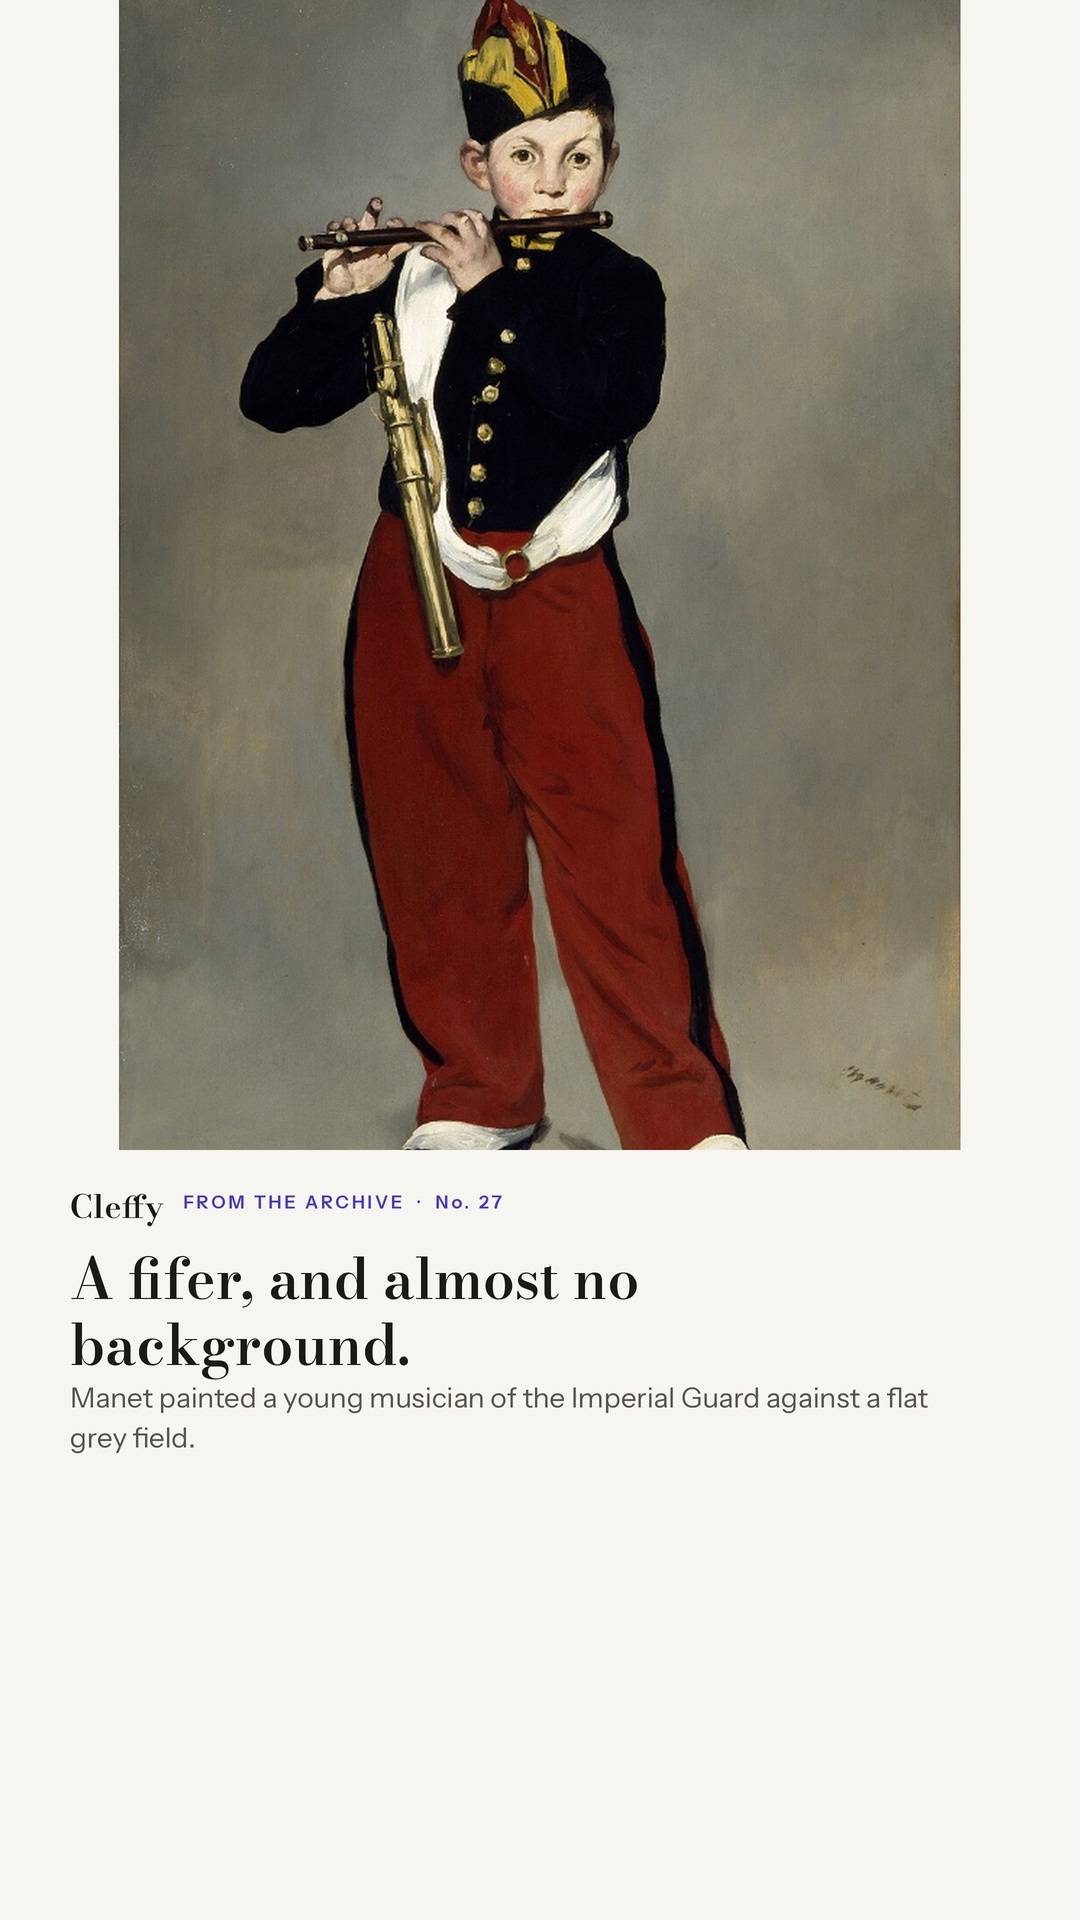 Manet
Cleffy FROM THE ARCHIVE · No. 27
A fifer, and almost no
background.
Manet painted a young musician of the Imperial Guard against a flat
grey field.